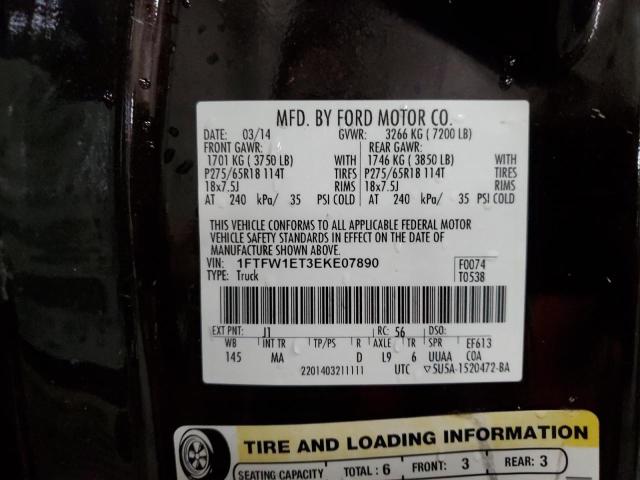 MFD. BY FORD MOTOR CO.
DATE: 03/14 GVWR: 3266 KG ( 7200 LB)
FRONT GAWR: REAR GAWR:
1701 KG ( 3750 LB) WITH 1746 KG ( 3850 LB) WITH
P275/65R18 114T TIRES P275/65R18 114T TIRES
18x7.5J RIMS 18x7.5J RIMS
AT 240 kPa/ 35 PSI COLD AT 240 kPa/ 35 PSI COLD
THIS VEHICLE CONFORMS TO ALL APPLICABLE FEDERAL MOTOR
VEHICLE SAFETY STANDARDS IN EFFECT ON THE DATE OF
MANUFACTURE SHOWN ABOVE.
VIN: 1FTFW1ET3EKE07890 F0074
TYPE: Truck T0538
EXT PNT: J1 RC: 56 DSO:
WB INT TR TP/PS R AXLE TR SPR EF613
145 MA D L9 6 UUAA COA
2201403211111 UTC ▽5U5A-1520472-BA
TIRE AND LOADING INFORMATION
SEATING CAPACITY TOTAL : 6 FRONT: 3 REAR: 3